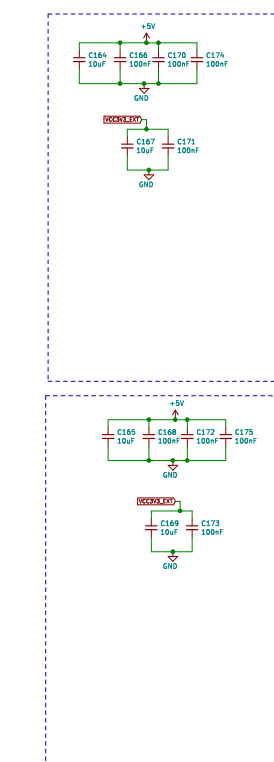 +5V
C164 C166 C170 C174
10uF 100nF 100nF 100nF
GND
VCC3V3_EXT
C167 C171
10uF 100nF
GND
+5V
C165 C168 C172 C175
10uF 100nF 100nF 100nF
GND
VCC3V3_EXT
C169 C173
10uF 100nF
GND